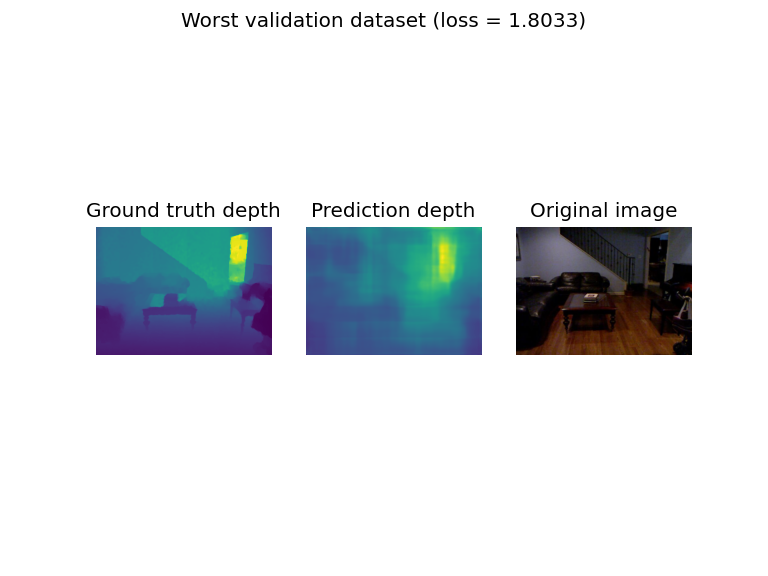 Worst validation dataset (loss = 1.8033)
Ground truth depth
Prediction depth
Original image